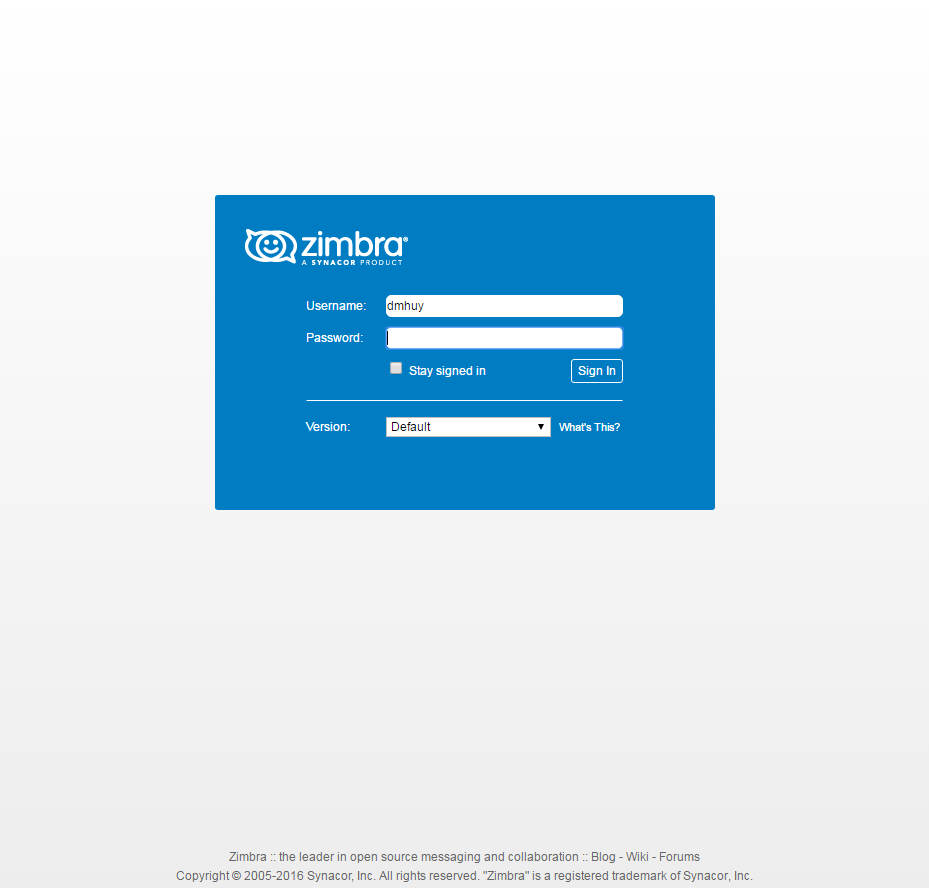 zimbra®
A SYNACOR PRODUCT
Username: dmhuy
Password:
Stay signed in Sign In
Version: Default ▼ What's This?
Zimbra :: the leader in open source messaging and collaboration :: Blog - Wiki - Forums
Copyright © 2005-2016 Synacor, Inc. All rights reserved. "Zimbra" is a registered trademark of Synacor, Inc.